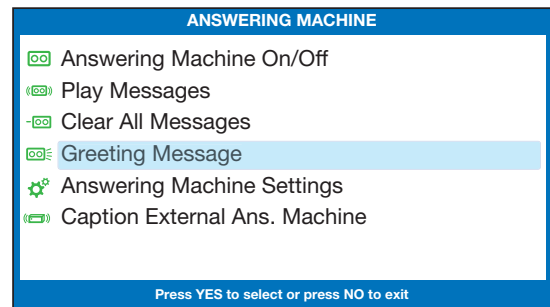 ANSWERING MACHINE
Answering Machine On/Off
Play Messages
Clear All Messages
Greeting Message
Answering Machine Settings
Caption External Ans. Machine
Press YES to select or press NO to exit